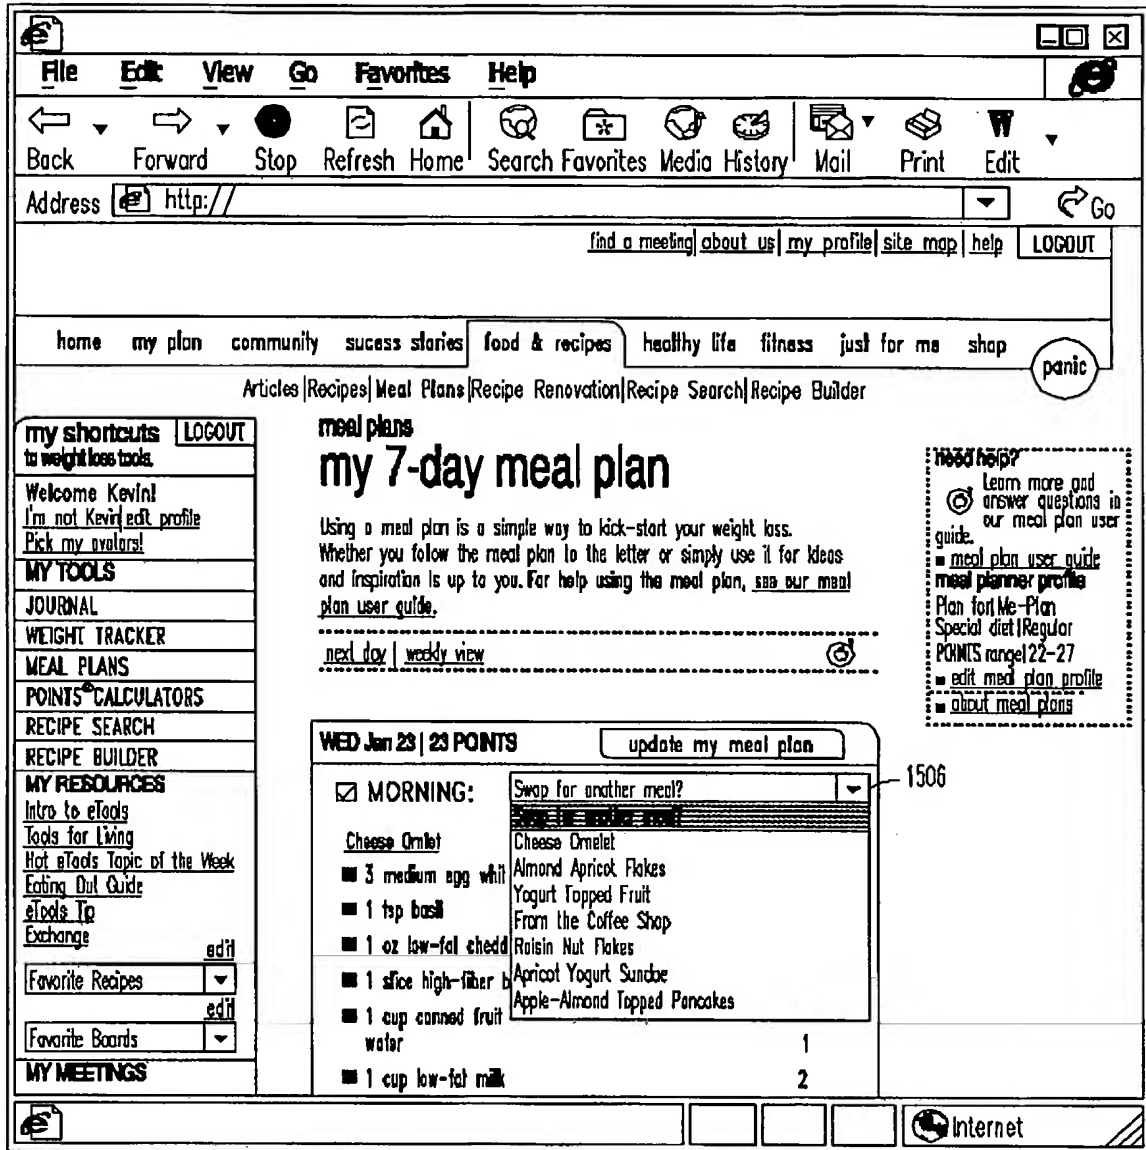 File Edit View Go Favorites Help
Back Forward Stop Refresh Home Search Favorites Media History Mail Print Edit
Address http:// Go
find a meeting| about us| my profile| site map| help LOGOUT
home my plan community sucess stories food & recipes healthy life fitness just for me shop panic
Articles|Recipes|Meal Plans|Recipe Renovation|Recipe Search|Recipe Builder
my shortcuts LOGOUT
to weight loss tools.
Welcome Kevin!
I'm not Kevin|edit profile
Pick my avatars!
MY TOOLS
JOURNAL
WEIGHT TRACKER
MEAL PLANS
POINTS® CALCULATORS
RECIPE SEARCH
RECIPE BUILDER
MY RESOURCES
Intro to eTools
Tools for Living
Hot eTools Topic of the Week
Eating Out Guide
eTools Tip
Exchange
edit
Favorite Recipes
edit
Favorite Boards
MY MEETINGS
meal plans
my 7-day meal plan
Using a meal plan is a simple way to kick-start your weight loss.
Whether you follow the meal plan to the letter or simply use it for ideas
and inspiration is up to you. For help using the meal plan, see our meal
plan user guide.
next day | weekly view
WED Jan 23 | 23 POINTS update my meal plan
MORNING: Swap for another meal? 1506
Swap for another meal?
Cheese Omelet
Almond Apricot Flakes
Yogurt Topped Fruit
From the Coffee Shop
Raisin Nut Flakes
Apricot Yogurt Sundae
Apple-Almond Topped Pancakes
Cheese Omlet
3 medium egg whit
1 tsp basil
1 oz low-fat chedd
1 slice high-fiber b
1 cup canned fruit
water 1
1 cup low-fat milk 2
need help?
Learn more and
answer questions in
our meal plan user
guide.
meal plan user guide
meal planner profile
Plan for|Me-Plan
Special diet|Regular
POINTS range|22-27
edit meal plan profile
about meal plans
Internet